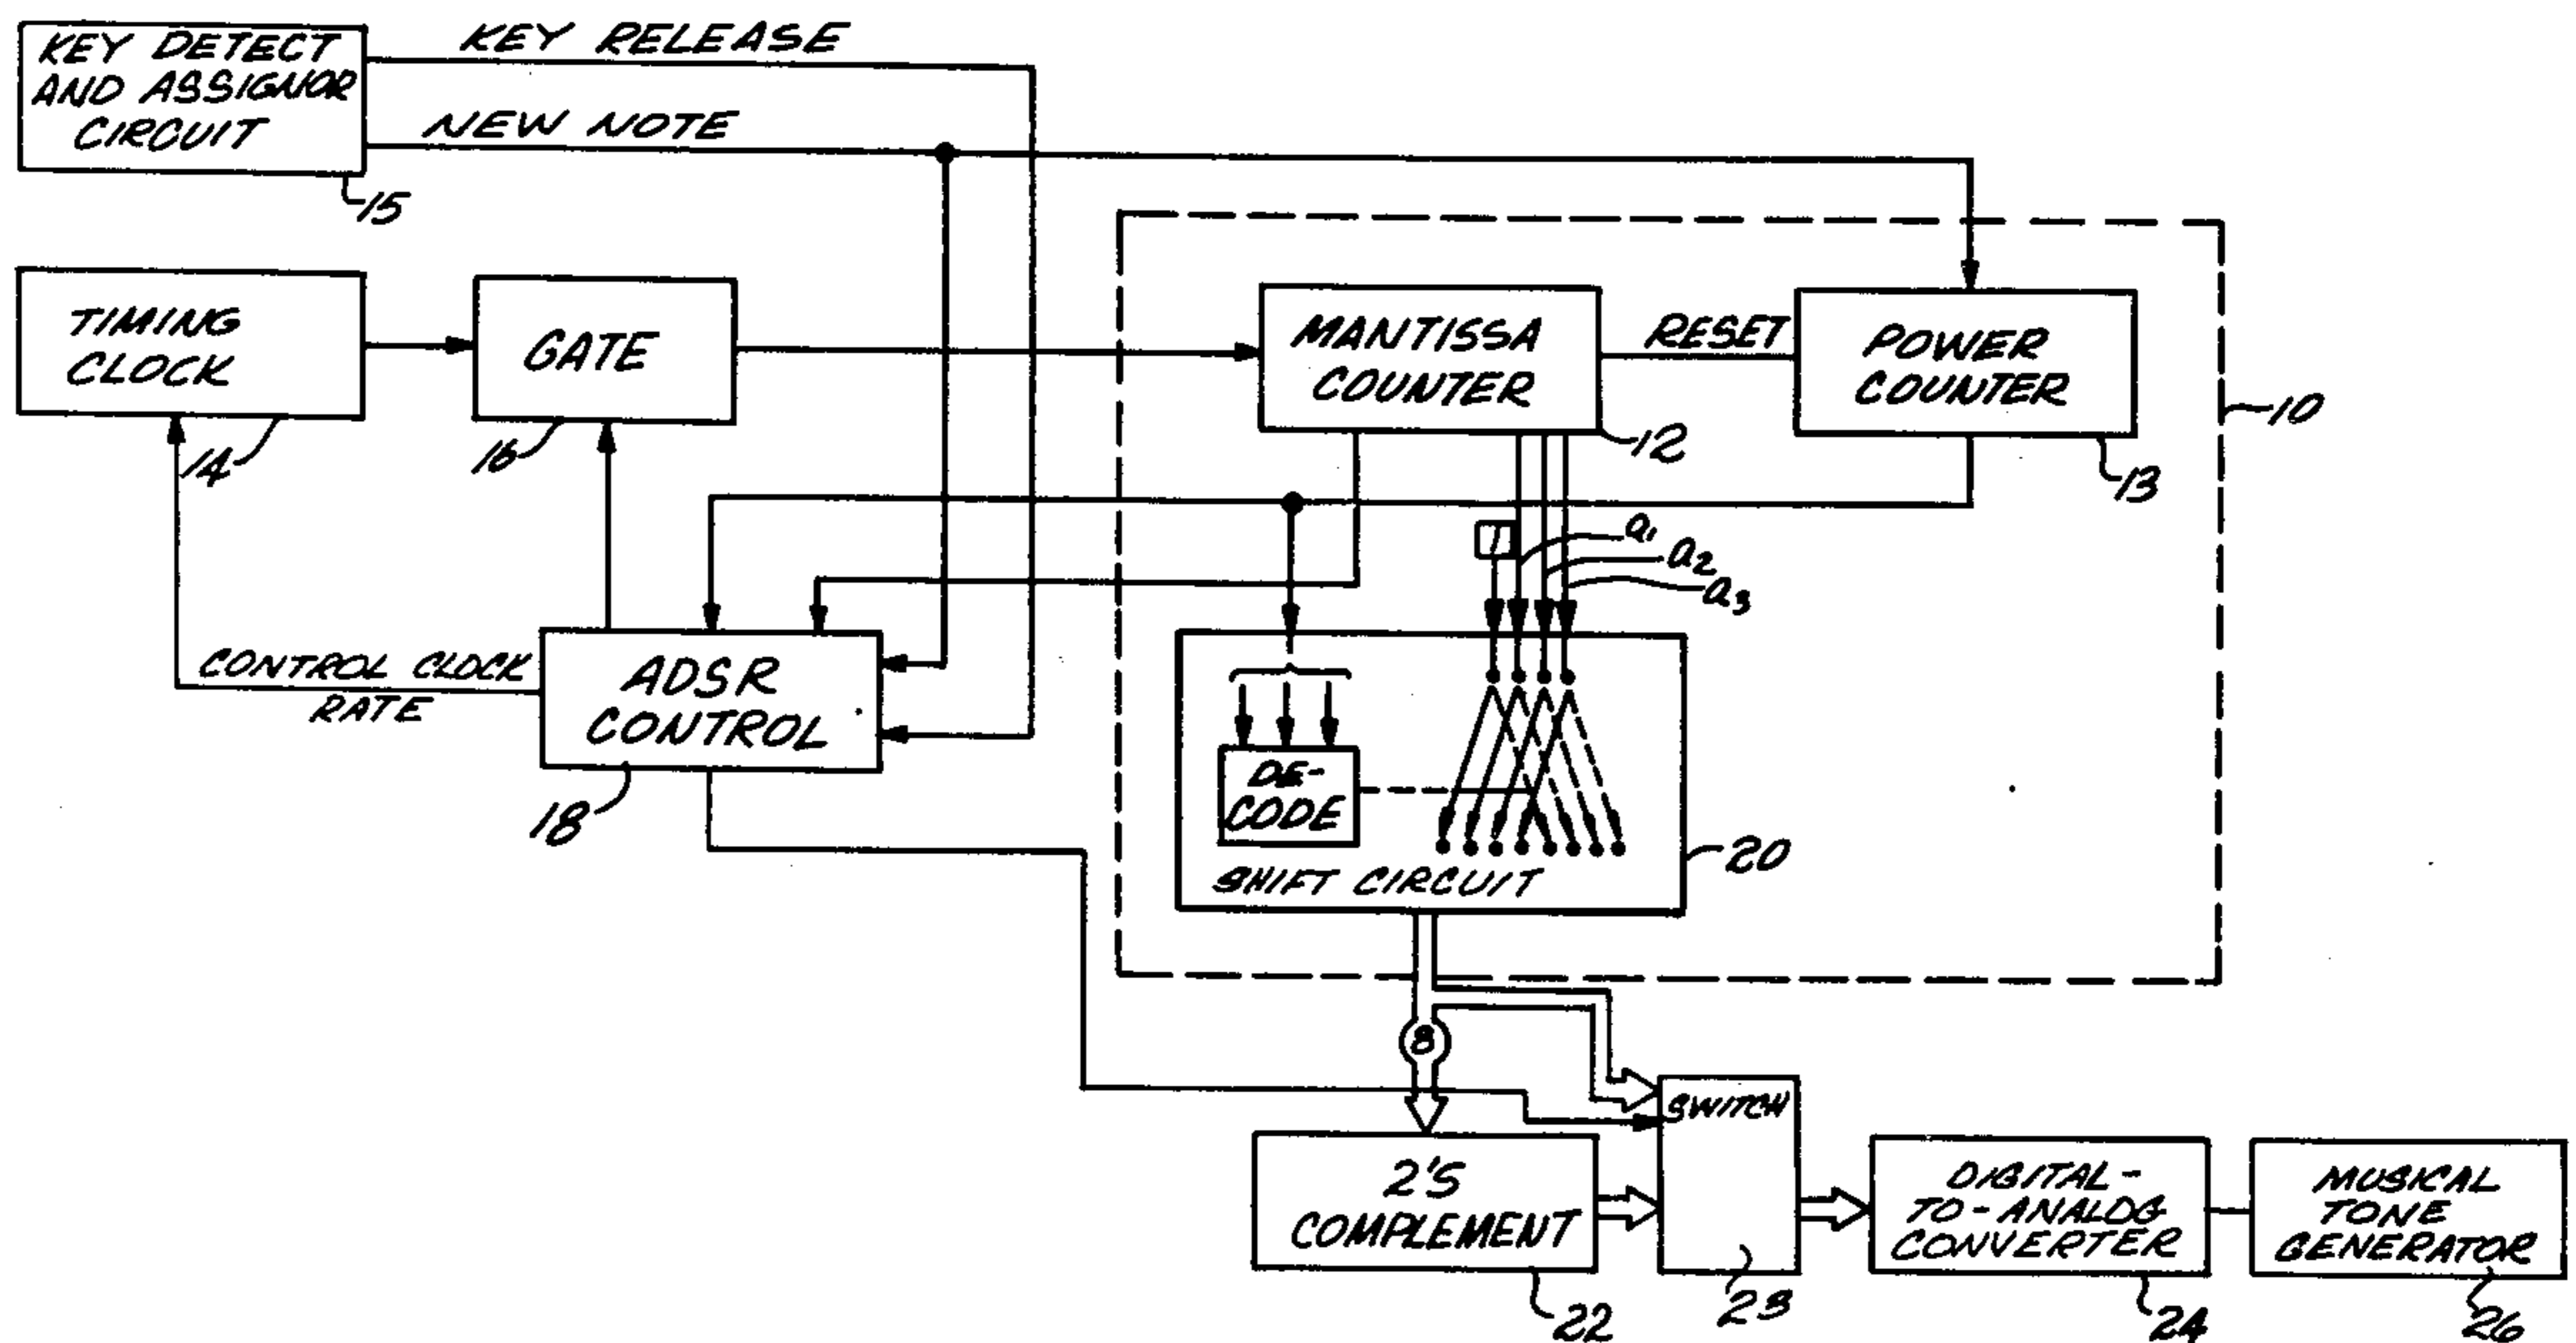 KEY DETECT
AND ASSIGNOR
CIRCUIT
15
KEY RELEASE
NEW NOTE
TIMING
CLOCK
14
GATE
16
MANTISSA
COUNTER
12
RESET
POWER
COUNTER
13
10
1
a1
a2
a3
CONTROL CLOCK
RATE
ADSR
CONTROL
18
DE-
CODE
SHIFT CIRCUIT
20
8
2'S
COMPLEMENT
22
SWITCH
23
DIGITAL-
TO-ANALOG
CONVERTER
24
MUSICAL
TONE
GENERATOR
26